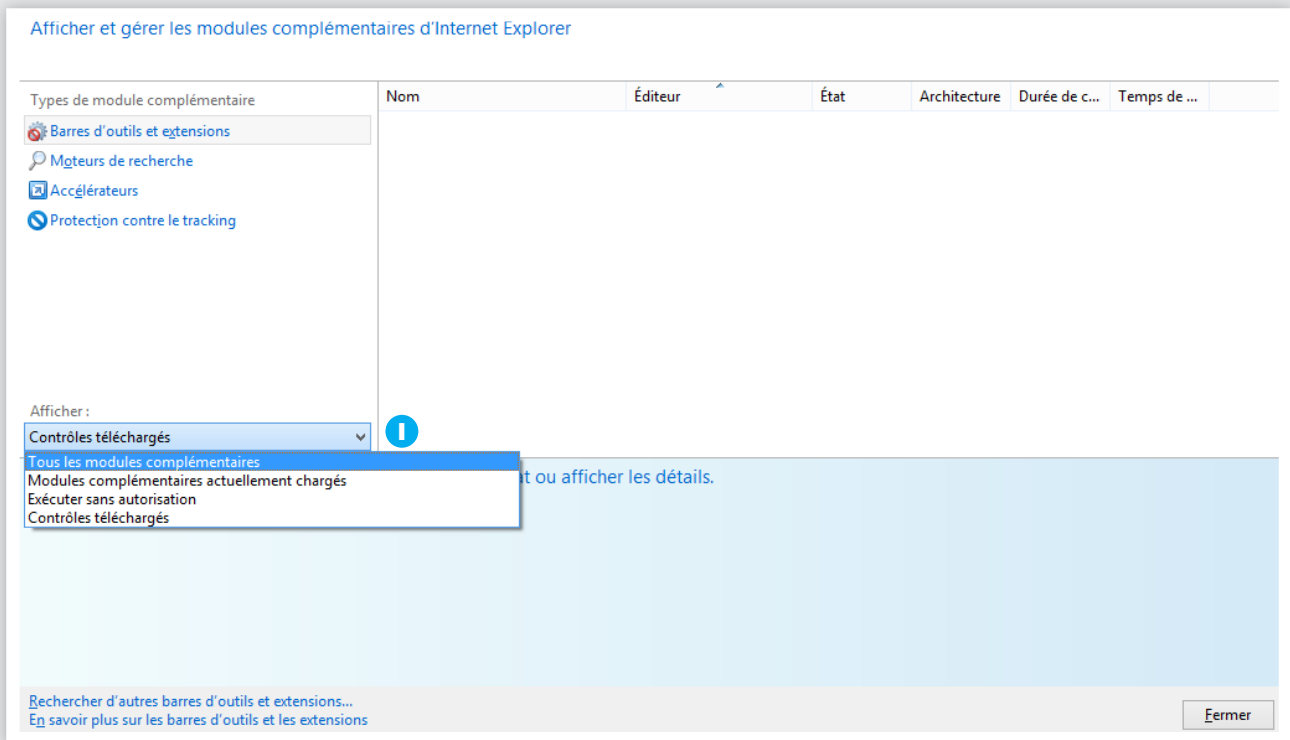 Afficher et gérer les modules complémentaires d'Internet Explorer
Types de module complémentaire
Barres d'outils et extensions
Moteurs de recherche
Accélérateurs
Protection contre le tracking
Nom Éditeur État Architecture Durée de c... Temps de ...
Afficher :
Contrôles téléchargés
1
Tous les modules complémentaires
Modules complémentaires actuellement chargés
Exécuter sans autorisation
Contrôles téléchargés
at ou afficher les détails.
Rechercher d'autres barres d'outils et extensions...
En savoir plus sur les barres d'outils et les extensions
Fermer